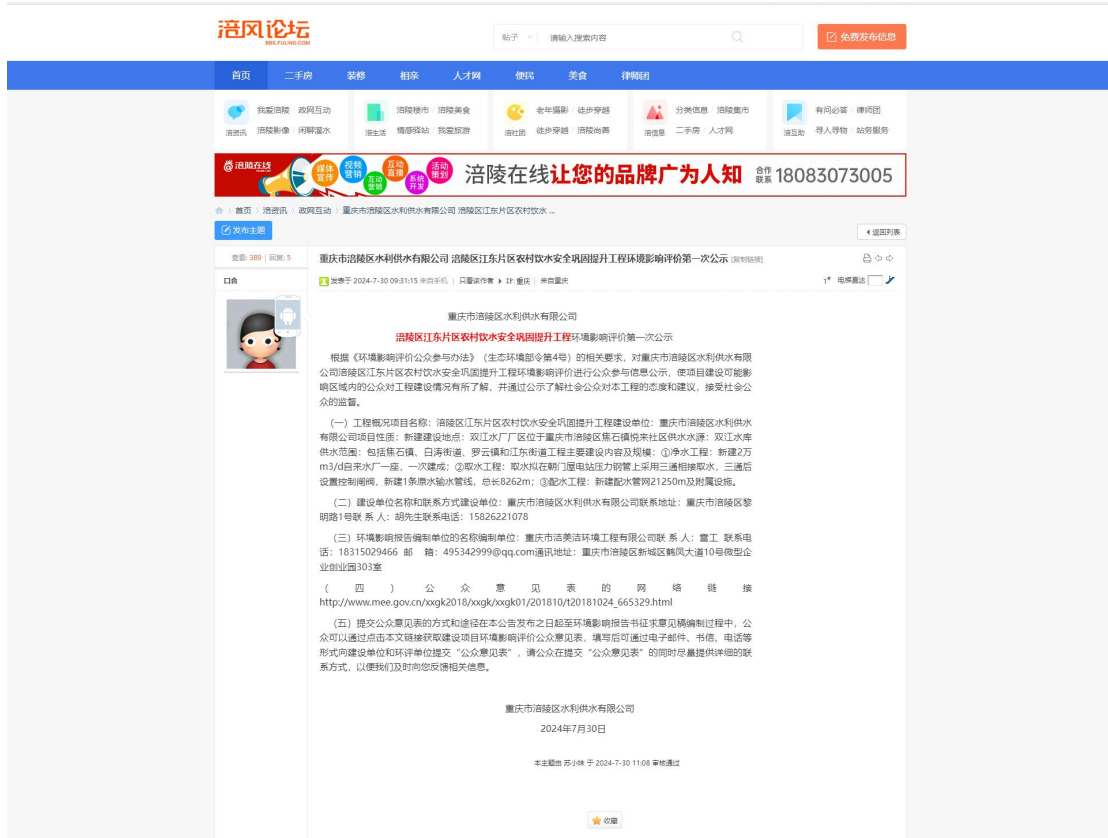 涪风论坛
BBS.FULING.COM
帖子 请输入搜索内容
免费发布信息
首页 二手房 装修 相亲 人才网 便民 美食 律师团
我爱涪陵 政网互动 涪陵楼市 涪陵美食 老年摄影 徒步穿越 分类信息 涪陵集市 有问必答 律师团
涪资讯 涪陵影像 闲聊灌水 涪生活 情感驿站 我爱旅游 涪社团 徒步穿越 涪陵尚善 涪信息 二手房 人才网 涪互助 寻人寻物 站务服务
涪陵在线 媒体宣传 视频营销 互动营销 互动直播 系统开发 活动策划 涪陵在线让您的品牌广为人知 合作联系 18083073005
首页 › 涪资讯 › 政网互动 › 重庆市涪陵区水利供水有限公司 涪陵区江东片区农村饮水 ...
发布主题
返回列表
查看: 389 | 回复: 5
重庆市涪陵区水利供水有限公司 涪陵区江东片区农村饮水安全巩固提升工程环境影响评价第一次公示 [复制链接]
发表于 2024-7-30 09:31:15 来自手机 | 只看该作者 IP:重庆 | 来自重庆
1# 电梯直达
重庆市涪陵区水利供水有限公司
涪陵区江东片区农村饮水安全巩固提升工程环境影响评价第一次公示
根据《环境影响评价公众参与办法》（生态环境部令第4号）的相关要求，对重庆市涪陵区水利供水有限
公司涪陵区江东片区农村饮水安全巩固提升工程环境影响评价进行公众参与信息公示，使项目建设可能影
响区域内的公众对工程建设情况有所了解，并通过公示了解社会公众对本工程的态度和建议，接受社会公
众的监督。
（一）工程概况项目名称：涪陵区江东片区农村饮水安全巩固提升工程建设单位：重庆市涪陵区水利供水
有限公司项目性质：新建建设地点：双江水厂厂区位于重庆市涪陵区焦石镇悦来社区供水水源：双江水库
供水范围：包括焦石镇、白涛街道、罗云镇和江东街道工程主要建设内容及规模：①净水工程：新建2万
m3/d自来水厂一座，一次建成；②取水工程：取水拟在朝门屋电站压力钢管上采用三通相接取水，三通后
设置控制闸阀，新建1条原水输水管线，总长8262m；③配水工程：新建配水管网21250m及附属设施。
（二）建设单位名称和联系方式建设单位：重庆市涪陵区水利供水有限公司联系地址：重庆市涪陵区黎
明路1号联 系 人：胡先生联系电话：15826221078
（三）环境影响报告编制单位的名称编制单位：重庆市洁美洁环境工程有限公司联 系 人：雷工 联系电
话：18315029466 邮 箱：495342999@qq.com通讯地址：重庆市涪陵区新城区鹤凤大道10号微型企
业创业园303室
（四）公众意见表的网络链接
http://www.mee.gov.cn/xxgk2018/xxgk/xxgk01/201810/t20181024_665329.html
（五）提交公众意见表的方式和途径在本公告发布之日起至环境影响报告书征求意见稿编制过程中，公
众可以通过点击本文链接获取建设项目环境影响评价公众意见表，填写后可通过电子邮件、书信、电话等
形式向建设单位和环评单位提交“公众意见表”，请公众在提交“公众意见表”的同时尽量提供详细的联
系方式，以便我们及时向您反馈相关信息。
重庆市涪陵区水利供水有限公司
2024年7月30日
本主题由 苏小妹 于 2024-7-30 11:08 审核通过
收藏